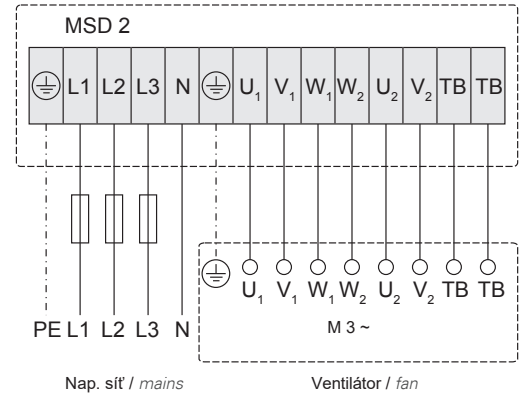 MSD 2
L1 L2 L3 N U₁ V₁ W₁ W₂ U₂ V₂ TB TB
U₁ V₁ W₁ W₂ U₂ V₂ TB TB
PE L1 L2 L3 N M 3 ~
Nap. síť / mains Ventilátor / fan